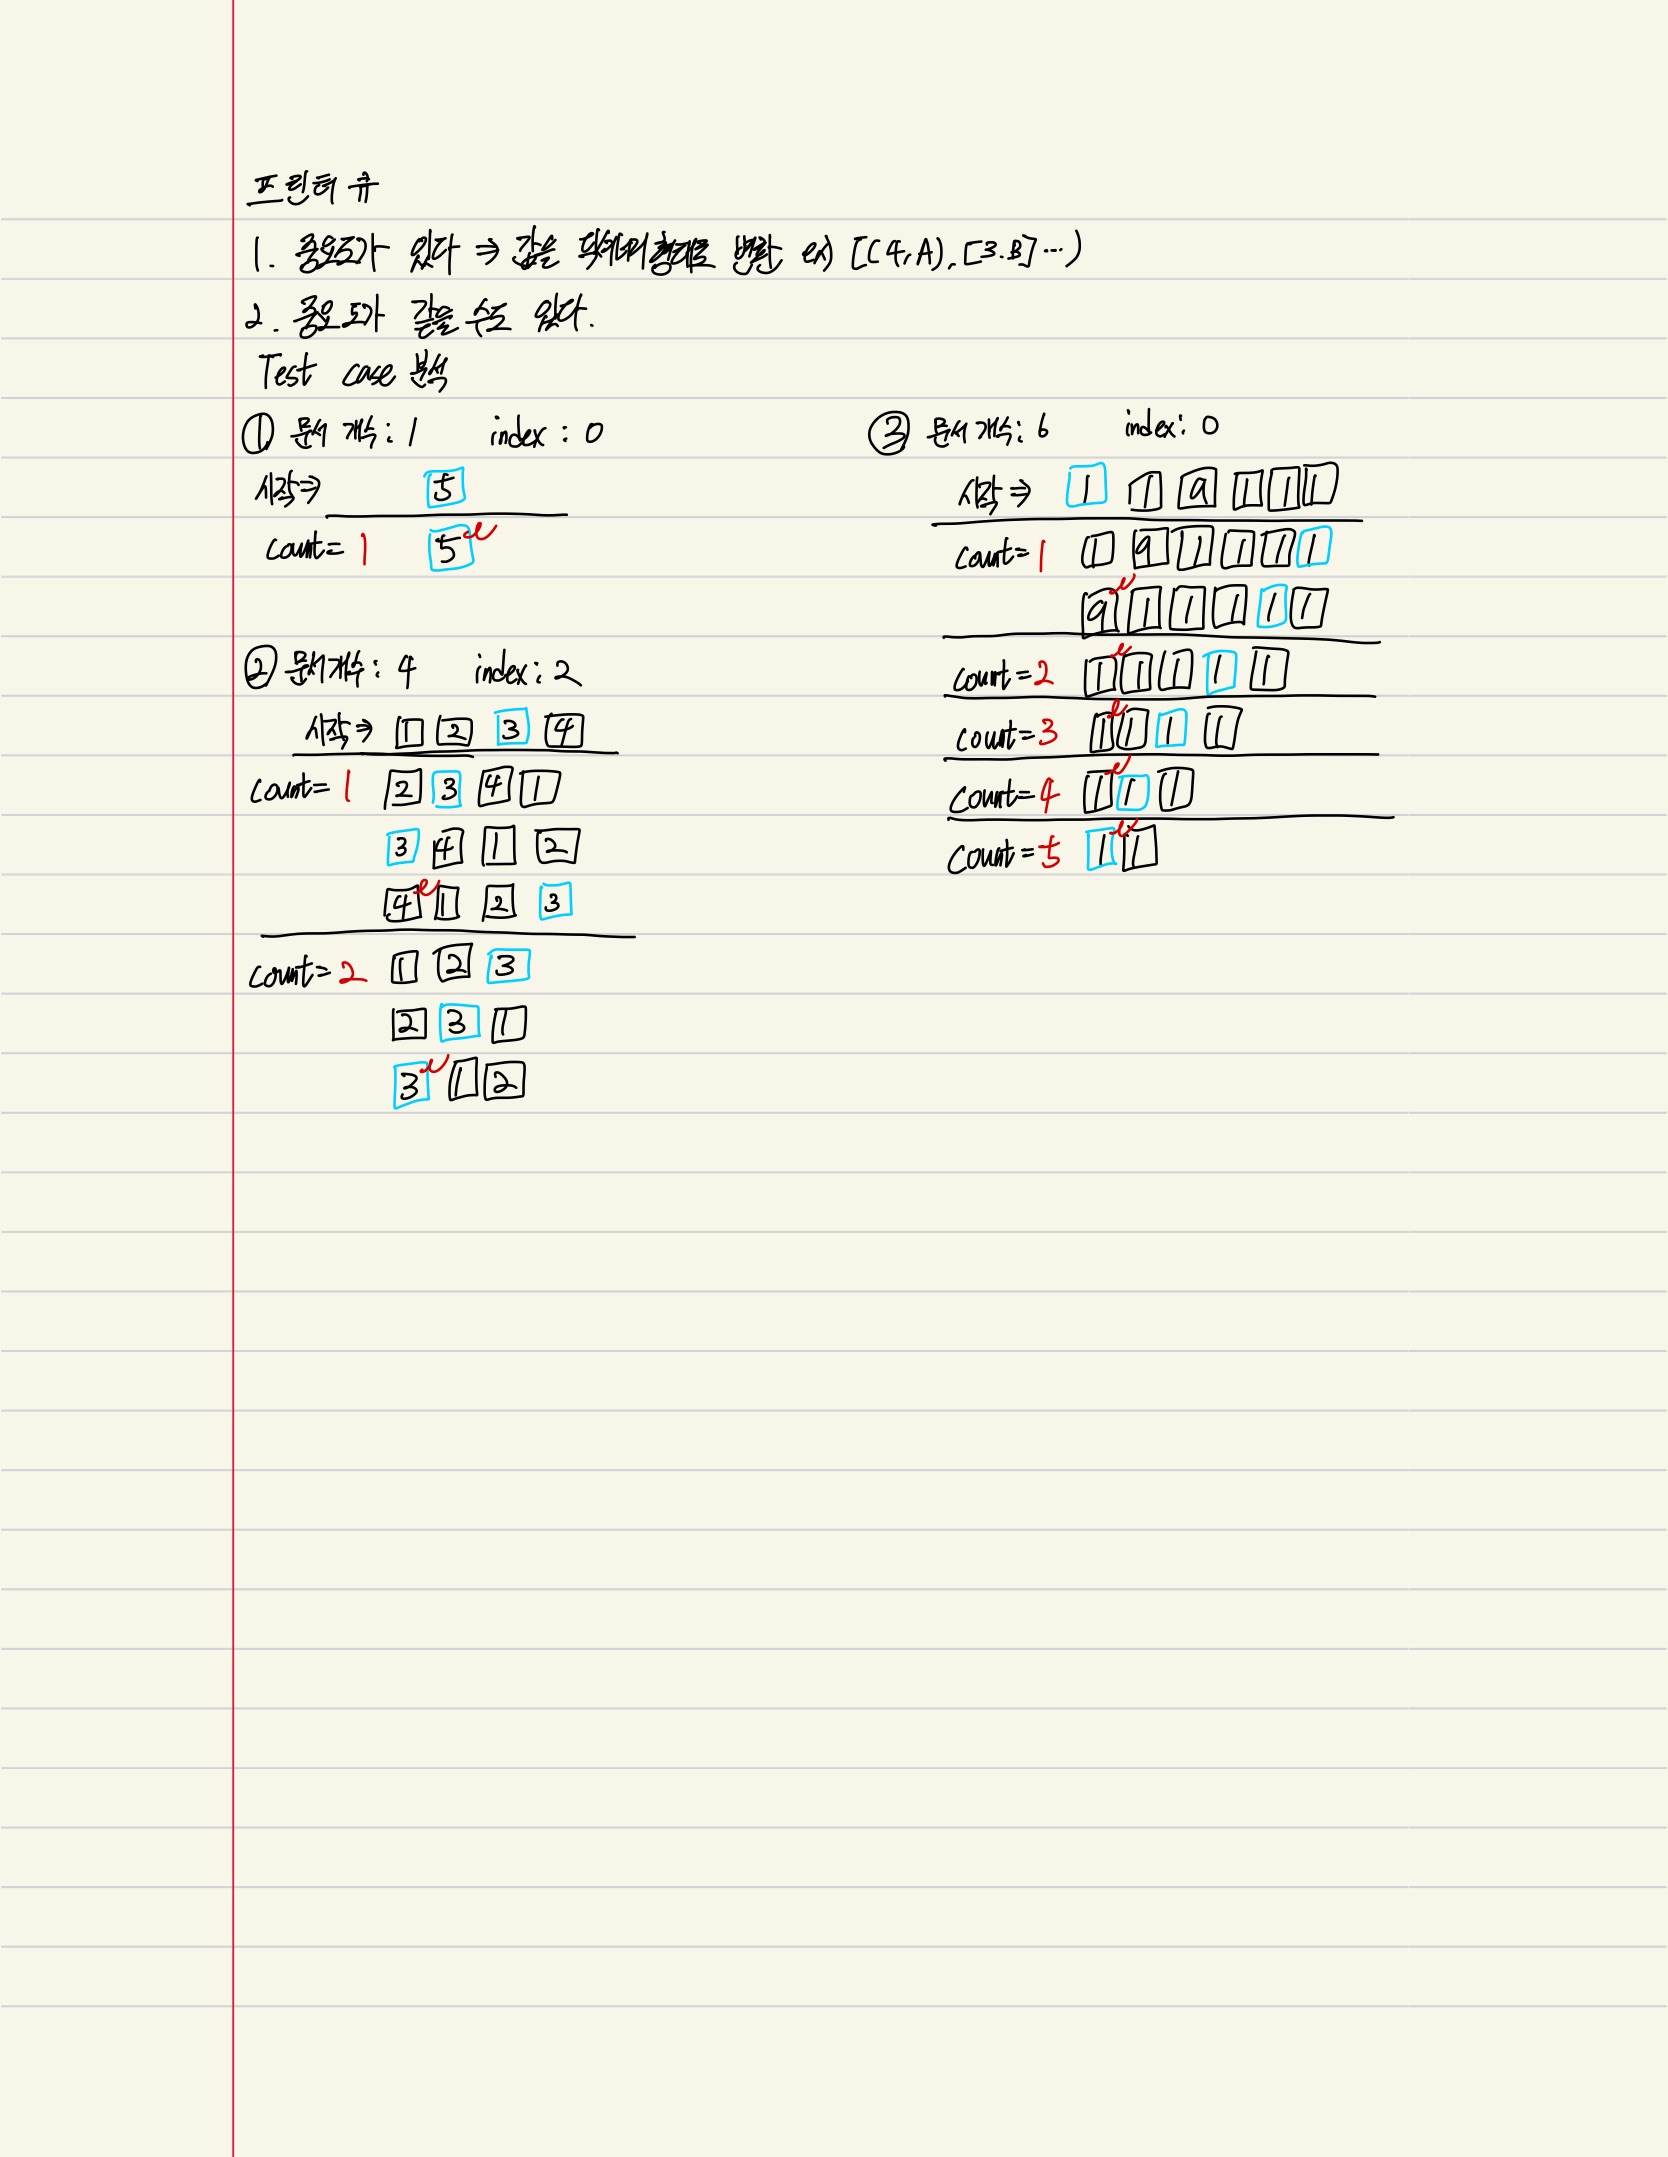 프린터 큐
1. 중요도가 있다 ⇒ 값을 형태로 변환 ex) [(4,A), [3.B] ···)
2. 중요도가 같을 수도 있다.
Test case 분석
① 문서 개수 : 1 index : 0
시작⇒ 5
count = 1 5
② 문서개수 : 4 index : 2
시작⇒ 1 2 3 4
count = 1 2 3 4 1
3 4 1 2
4 1 2 3
count = 2 1 2 3
2 3 1
3 1 2
③ 문서 개수 : 6 index : 0
시작 ⇒ 1 1 9 1 1 1
count = 1 1 9 1 1 1 1
9 1 1 1 1 1
count = 2 1 1 1 1 1
count = 3 1 1 1 1
count = 4 1 1 1
count = 5 1 1